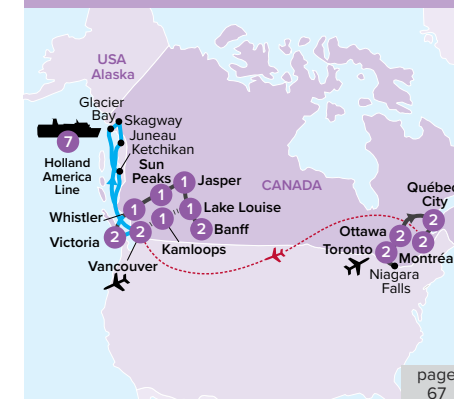 USA
Alaska
Glacier
Bay
Skagway
Juneau
Ketchikan
7
Holland
America
Line
Sun
Peaks
1
1
Jasper
CANADA
Whistler
1
1
1
Lake Louise
Victoria
2
2
2
Banff
Kamloops
Vancouver
Québec
City
2
Ottawa
2
2
Toronto
2
Montréa
Niagara
Falls
page
67